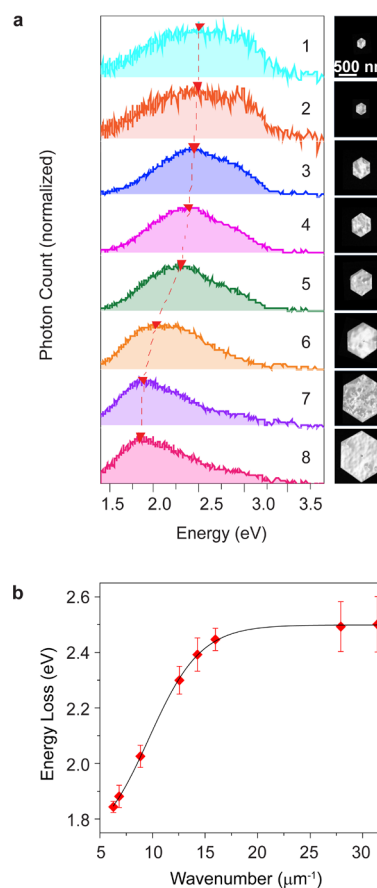 a
1
500 nm
2
3
4
5
6
7
8
Photon Count (normalized)
1.5 2.0 2.5 3.0 3.5
Energy (eV)
b
2.6
2.4
2.2
2.0
1.8
Energy Loss (eV)
5 10 15 20 25 30
Wavenumber (μm⁻¹)